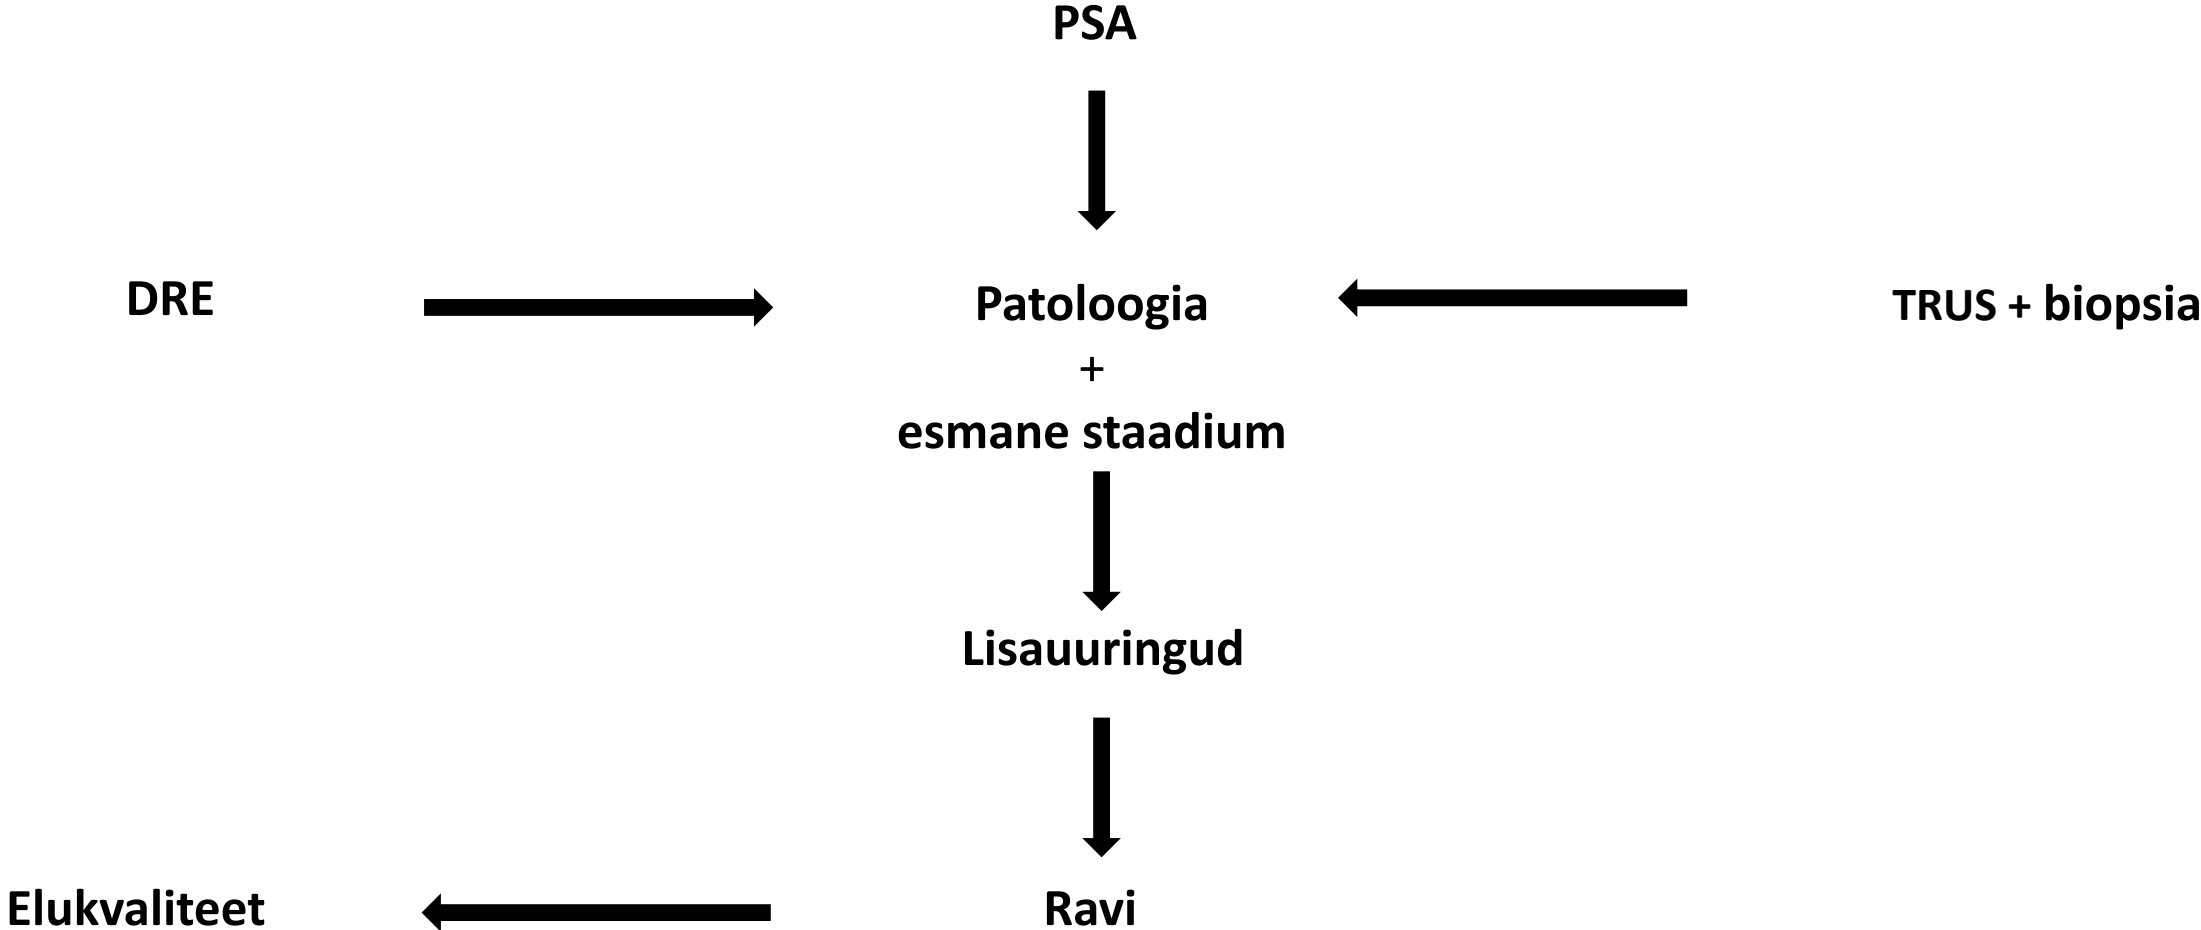 PSA
DRE
Patoloogia
TRUS + biopsia
+
esmane staadium
Lisauuringud
Elukvaliteet
Ravi